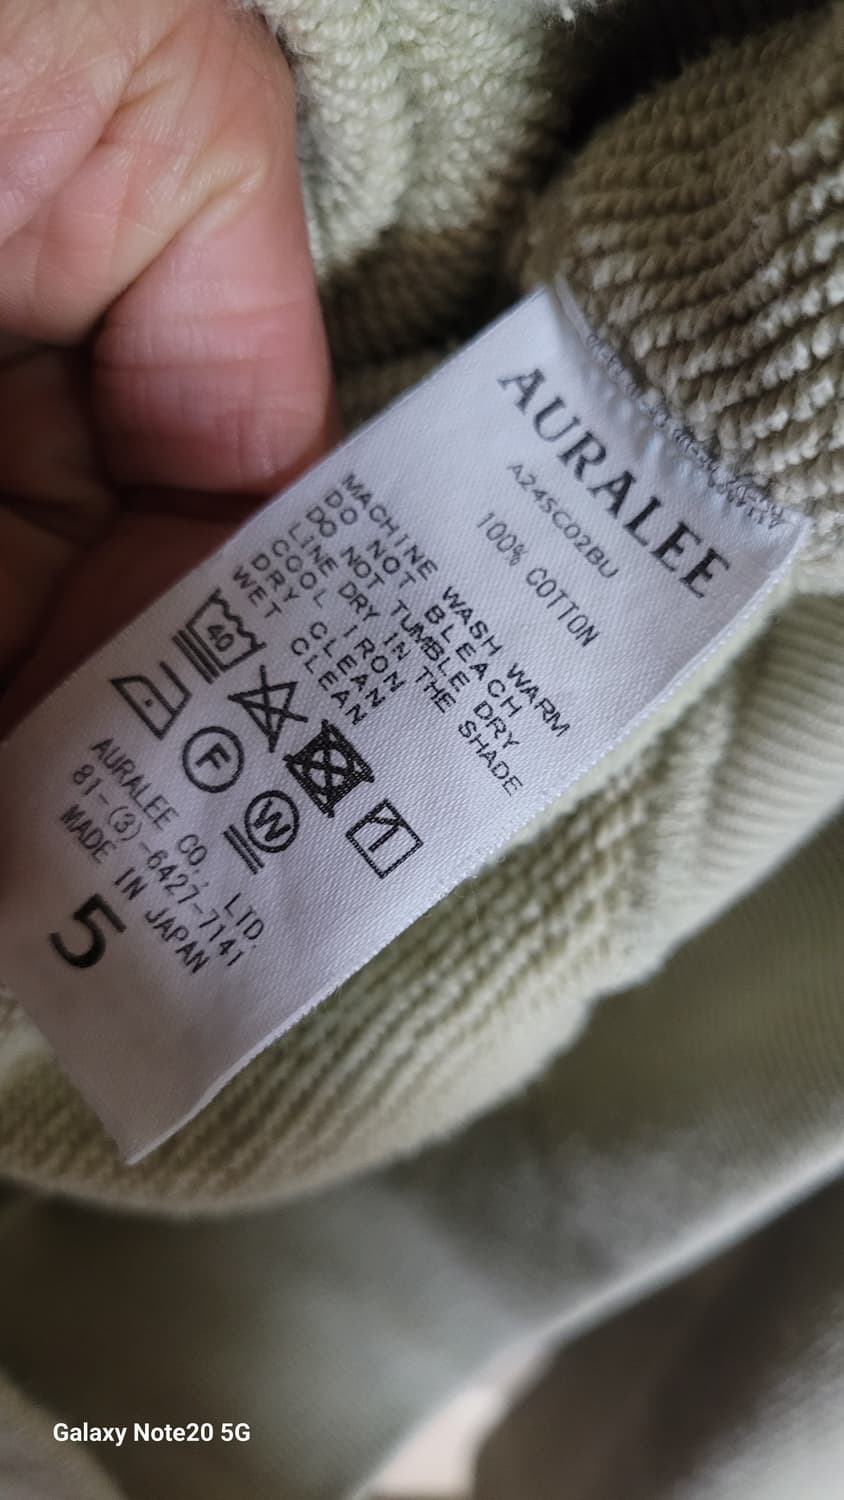 AURALEE
A24SC02BU
100% COTTON
MACHINE WASH WARM
DO NOT BLEACH
DO NOT TUMBLE DRY
LINE DRY IN THE SHADE
COOL IRON
DRY CLEAN
WET CLEAN
40
F
W
AURALEE CO., LTD.
81-(3)-6427-7141
MADE IN JAPAN
5
Galaxy Note20 5G